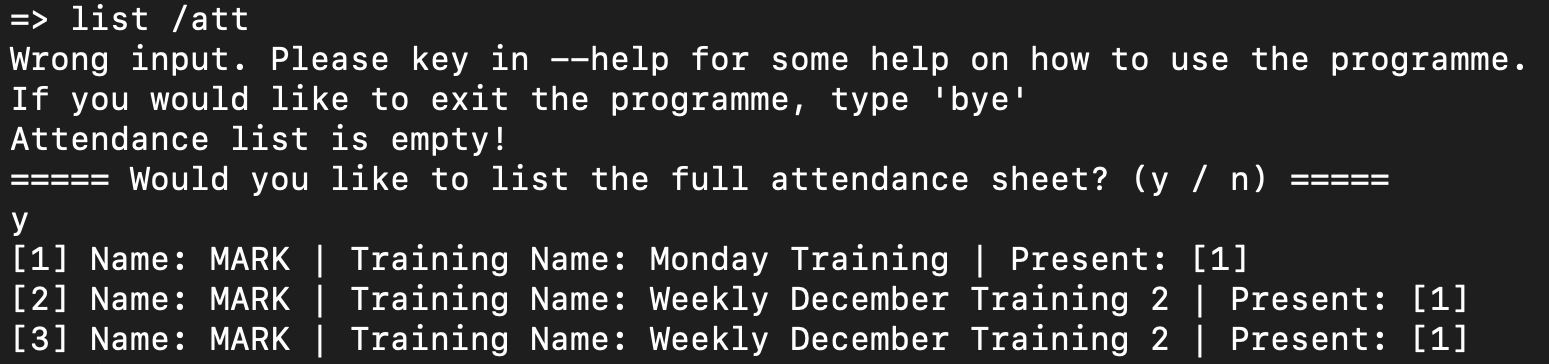 => list /att
Wrong input. Please key in --help for some help on how to use the programme.
If you would like to exit the programme, type 'bye'
Attendance list is empty!
===== Would you like to list the full attendance sheet? (y / n) =====
y
[1] Name: MARK | Training Name: Monday Training | Present: [1]
[2] Name: MARK | Training Name: Weekly December Training 2 | Present: [1]
[3] Name: MARK | Training Name: Weekly December Training 2 | Present: [1]